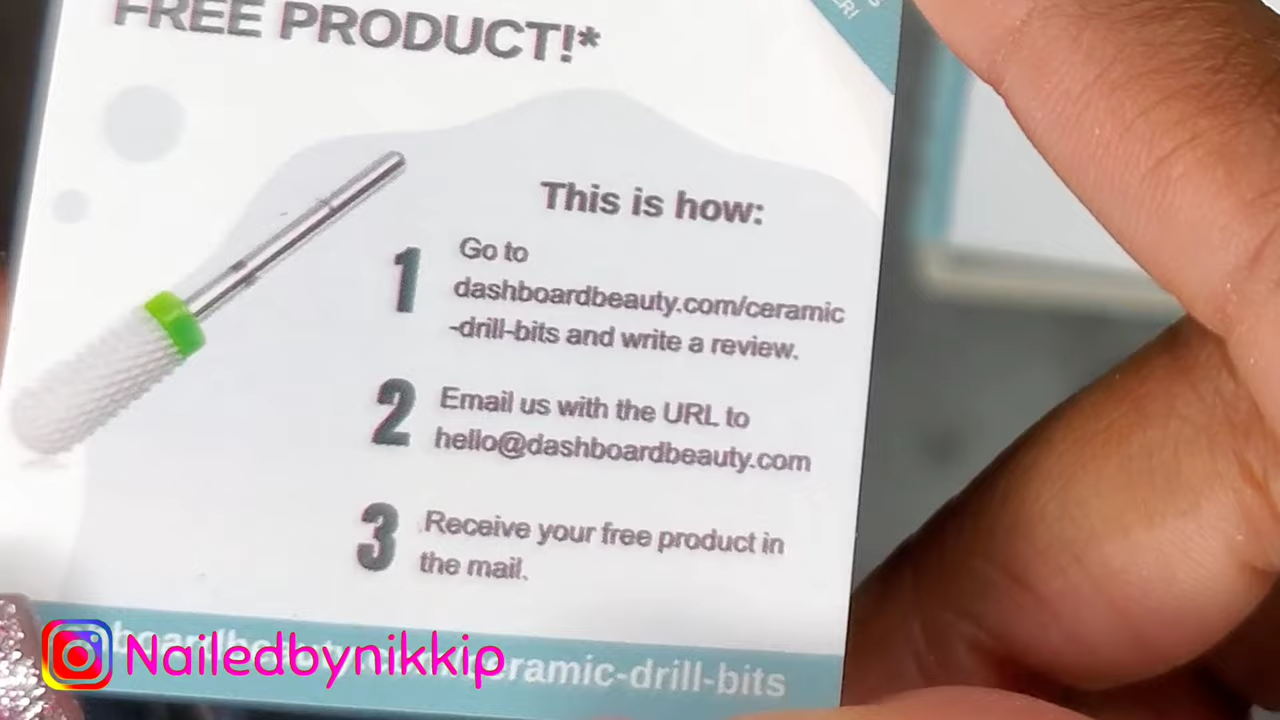 FREE PRODUCT!*
This is how:
1 Go to
dashboardbeauty.com/ceramic
-drill-bits and write a review.
2 Email us with the URL to
hello@dashboardbeauty.com
3 Receive your free product in
the mail.
Nailedbynikkip
ceramic-drill-bits